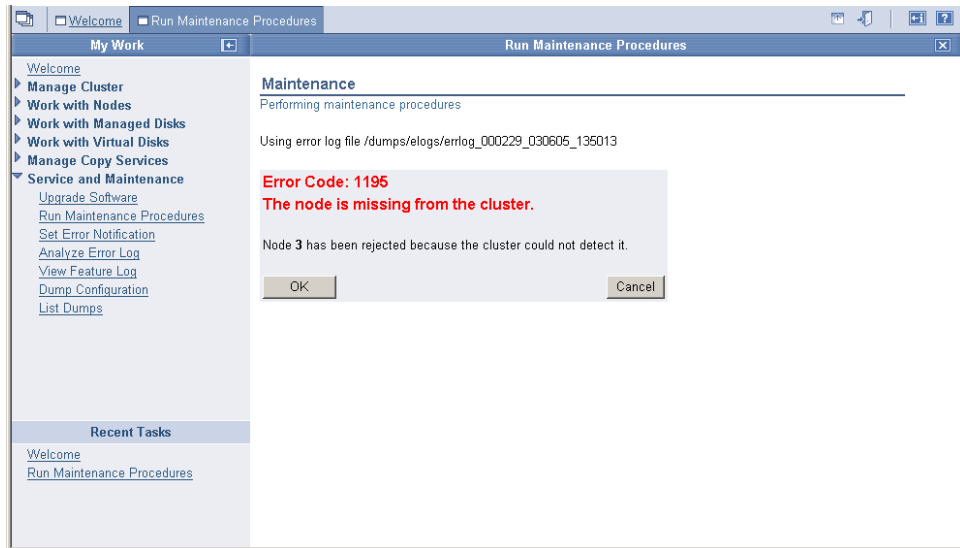 Welcome
Run Maintenance Procedures
My Work
Run Maintenance Procedures
Welcome
Manage Cluster
Work with Nodes
Work with Managed Disks
Work with Virtual Disks
Manage Copy Services
Service and Maintenance
Upgrade Software
Run Maintenance Procedures
Set Error Notification
Analyze Error Log
View Feature Log
Dump Configuration
List Dumps
Recent Tasks
Welcome
Run Maintenance Procedures
Maintenance
Performing maintenance procedures
Using error log file /dumps/elogs/errlog_000229_030605_135013
Error Code: 1195
The node is missing from the cluster.
Node 3 has been rejected because the cluster could not detect it.
OK
Cancel